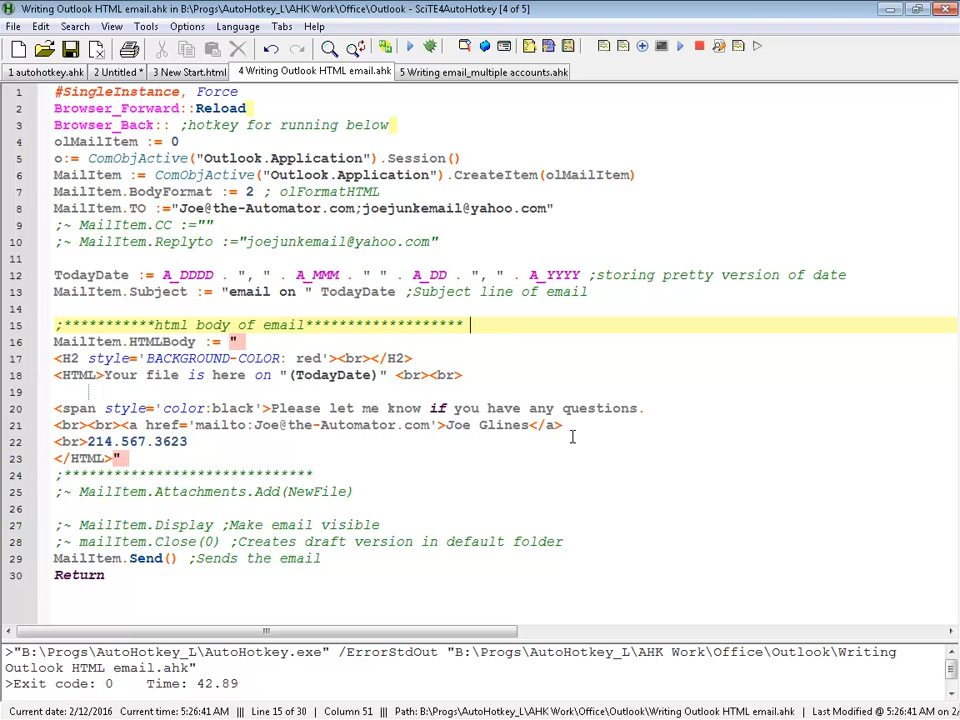 Writing Outlook HTML email.ahk in B:\Progs\AutoHotkey_L\AHK Work\Office\Outlook - SciTE4AutoHotkey [4 of 5]
File Edit Search View Tools Options Language Tabs Help
1 autohotkey.ahk 2 Untitled * 3 New Start.html 4 Writing Outlook HTML email.ahk 5 Writing email_multiple accounts.ahk
1 #SingleInstance, Force
2 Browser_Forward::Reload
3 Browser_Back:: ;hotkey for running below
4 olMailItem := 0
5 o:= ComObjActive("Outlook.Application").Session()
6 MailItem := ComObjActive("Outlook.Application").CreateItem(olMailItem)
7 MailItem.BodyFormat := 2 ; olFormatHTML
8 MailItem.TO :="Joe@the-Automator.com;joejunkemail@yahoo.com"
9 ;~ MailItem.CC :=""
10 ;~ MailItem.Replyto :="joejunkemail@yahoo.com"
11
12 TodayDate := A_DDDD . ", " . A_MMM . " " . A_DD . ", " . A_YYYY ;storing pretty version of date
13 MailItem.Subject := "email on " TodayDate ;Subject line of email
14
15 ;***********html body of email*******************
16 MailItem.HTMLBody := "
17 <H2 style='BACKGROUND-COLOR: red'><br></H2>
18 <HTML>Your file is here on "(TodayDate)" <br><br>
19
20 <span style='color:black'>Please let me know if you have any questions.
21 <br><br><a href='mailto:Joe@the-Automator.com'>Joe Glines</a>
22 <br>214.567.3623
23 </HTML>"
24 ;******************************
25 ;~ MailItem.Attachments.Add(NewFile)
26
27 ;~ MailItem.Display ;Make email visible
28 ;~ mailItem.Close(0) ;Creates draft version in default folder
29 MailItem.Send() ;Sends the email
30 Return
>"B:\Progs\AutoHotkey_L\AutoHotkey.exe" /ErrorStdOut "B:\Progs\AutoHotkey_L\AHK Work\Office\Outlook\Writing
Outlook HTML email.ahk"
>Exit code: 0 Time: 42.89
Current date: 2/12/2016 Current time: 5:26:41 AM ||| Line 15 of 30 | Column 51 ||| Path: B:\Progs\AutoHotkey_L\AHK Work\Office\Outlook\Writing Outlook HTML email.ahk | Last Modified @ 5:26:41 AM on 2/